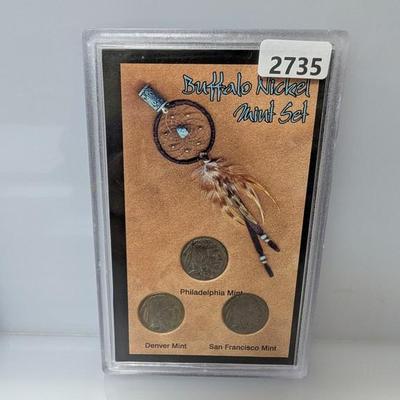 2735
Buffalo Nickel
Mint Set
Philadelphia Mint
Denver Mint
San Francisco Mint